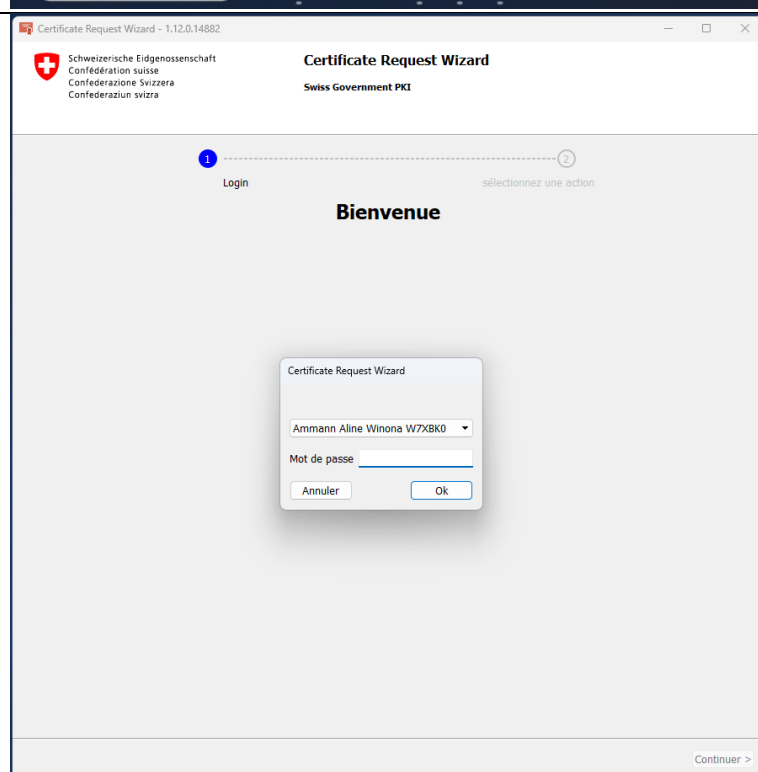 Certificate Request Wizard - 1.12.0.14882
Schweizerische Eidgenossenschaft
Confédération suisse
Confederazione Svizzera
Confederaziun svizra
Certificate Request Wizard
Swiss Government PKI
1
2
Login
sélectionnez une action
Bienvenue
Certificate Request Wizard
Ammann Aline Winona W7XBK0
Mot de passe
Annuler
Ok
Continuer >